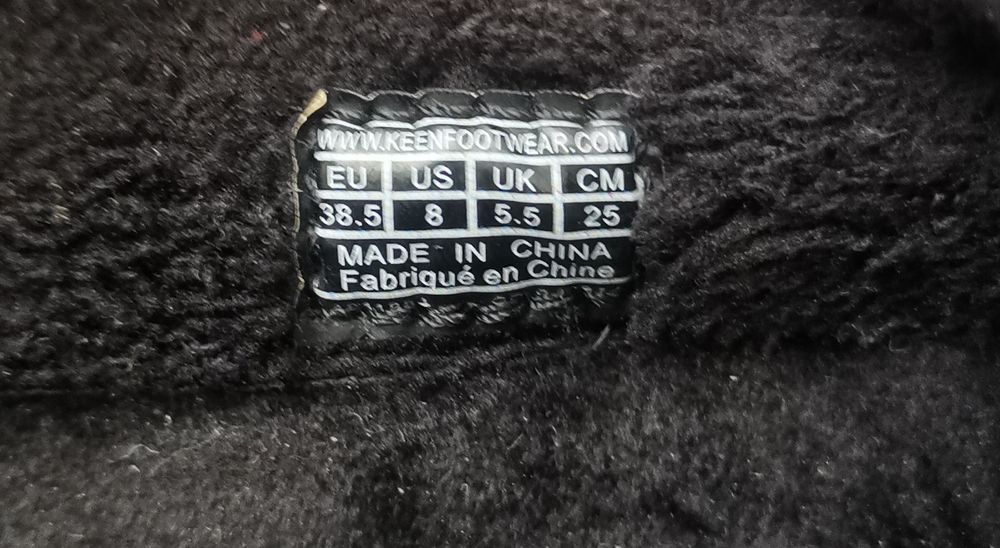 WWW.KEENFOOTWEAR.COM
EU US UK CM
38.5 8 5.5 25
MADE IN CHINA
Fabriqué en Chine